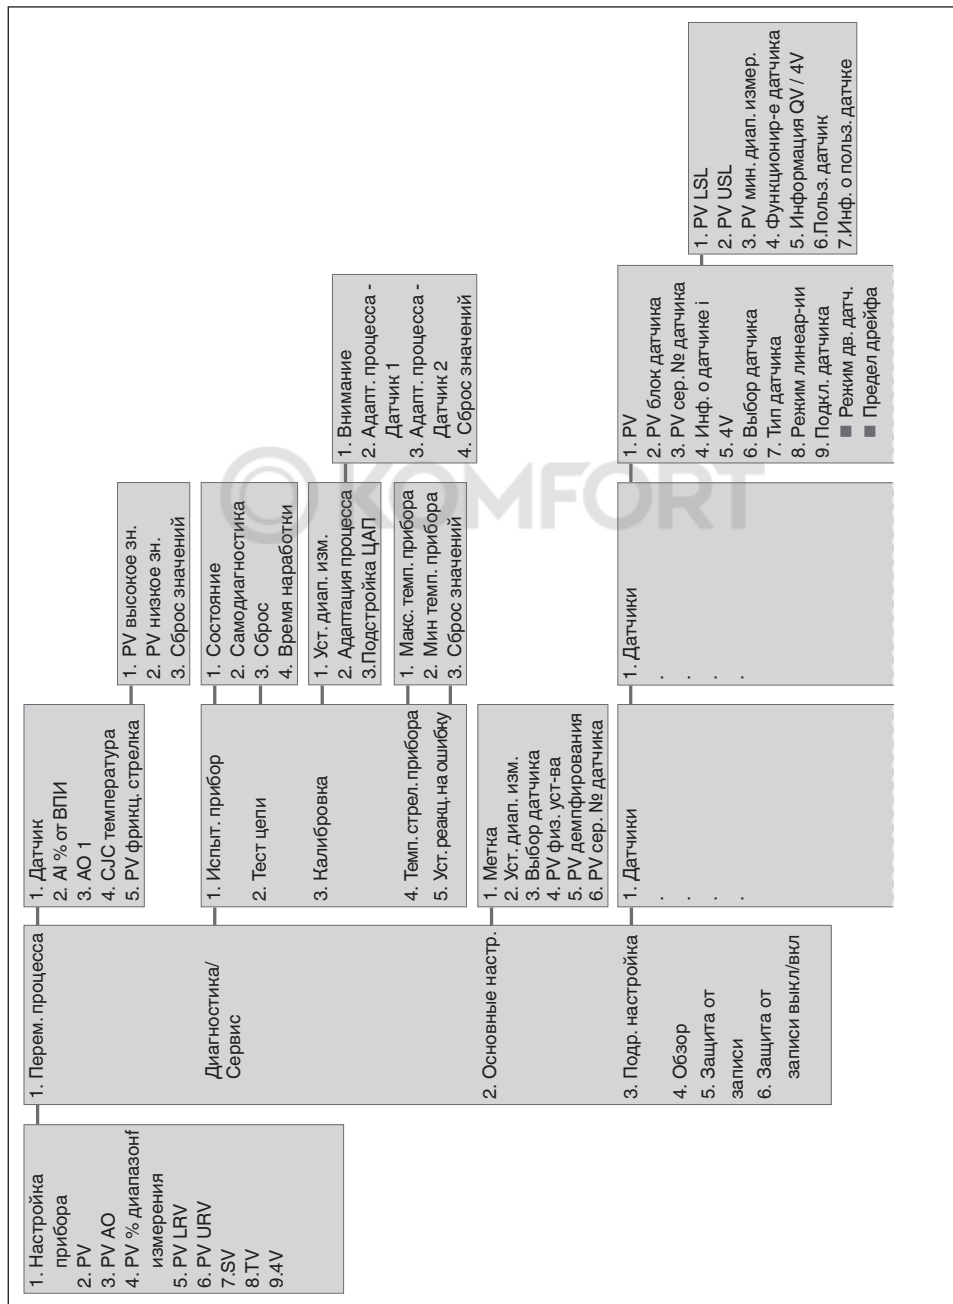 1. Настройка
прибора
2. PV
3. PV AO
4. PV % диапазонf
измерения
5. PV LRV
6. PV URV
7.SV
8.TV
9.4V
1. Перем. процесса
Диагностика/
Сервис
2. Основные настр.
3. Подр. настройка
4. Обзор
5. Защита от
записи
6. Защита от
записи выкл/вкл
1. Датчик
2. AI % от ВПИ
3. AO 1
4. CJC температура
5. PV фрикц. стрелка
1. PV высокое зн.
2. PV низкое зн.
3. Сброс значений
1. Испыт. прибор
2. Тест цепи
3. Калибровка
4. Темп. стрел. прибора
5. Уст. реакц. на ошибку
1. Состояние
2. Самодиагностика
3. Сброс
4. Время наработки
1. Уст. диап. изм.
2. Адаптация процесса
3.Подстройка ЦАП
1. Внимание
2. Адапт. процесса -
Датчик 1
3. Адапт. процесса -
Датчик 2
4. Сброс значений
1. Макс. темп. прибора
2. Мин темп. прибора
3. Сброс значений
1. Метка
2. Уст. диап. изм.
3. Выбор датчика
4. PV физ. уст-ва
5. PV демпфирования
6. PV сер. № датчика
1. Датчики
.
.
.
.
1. Датчики
.
.
.
.
1. PV
2. PV блок датчика
3. PV сер. № датчика
4. Инф. о датчике i
5. 4V
6. Выбор датчика
7. Тип датчика
8. Режим линеар-ии
9. Подкл. датчика
■ Режим дв. датч.
■ Предел дрейфа
1. PV LSL
2. PV USL
3. PV мин. диап. измер.
4. Функционир-е датчика
5. Информация QV / 4V
6.Польз. датчик
7.Инф. о польз. датчке
KOMFORT